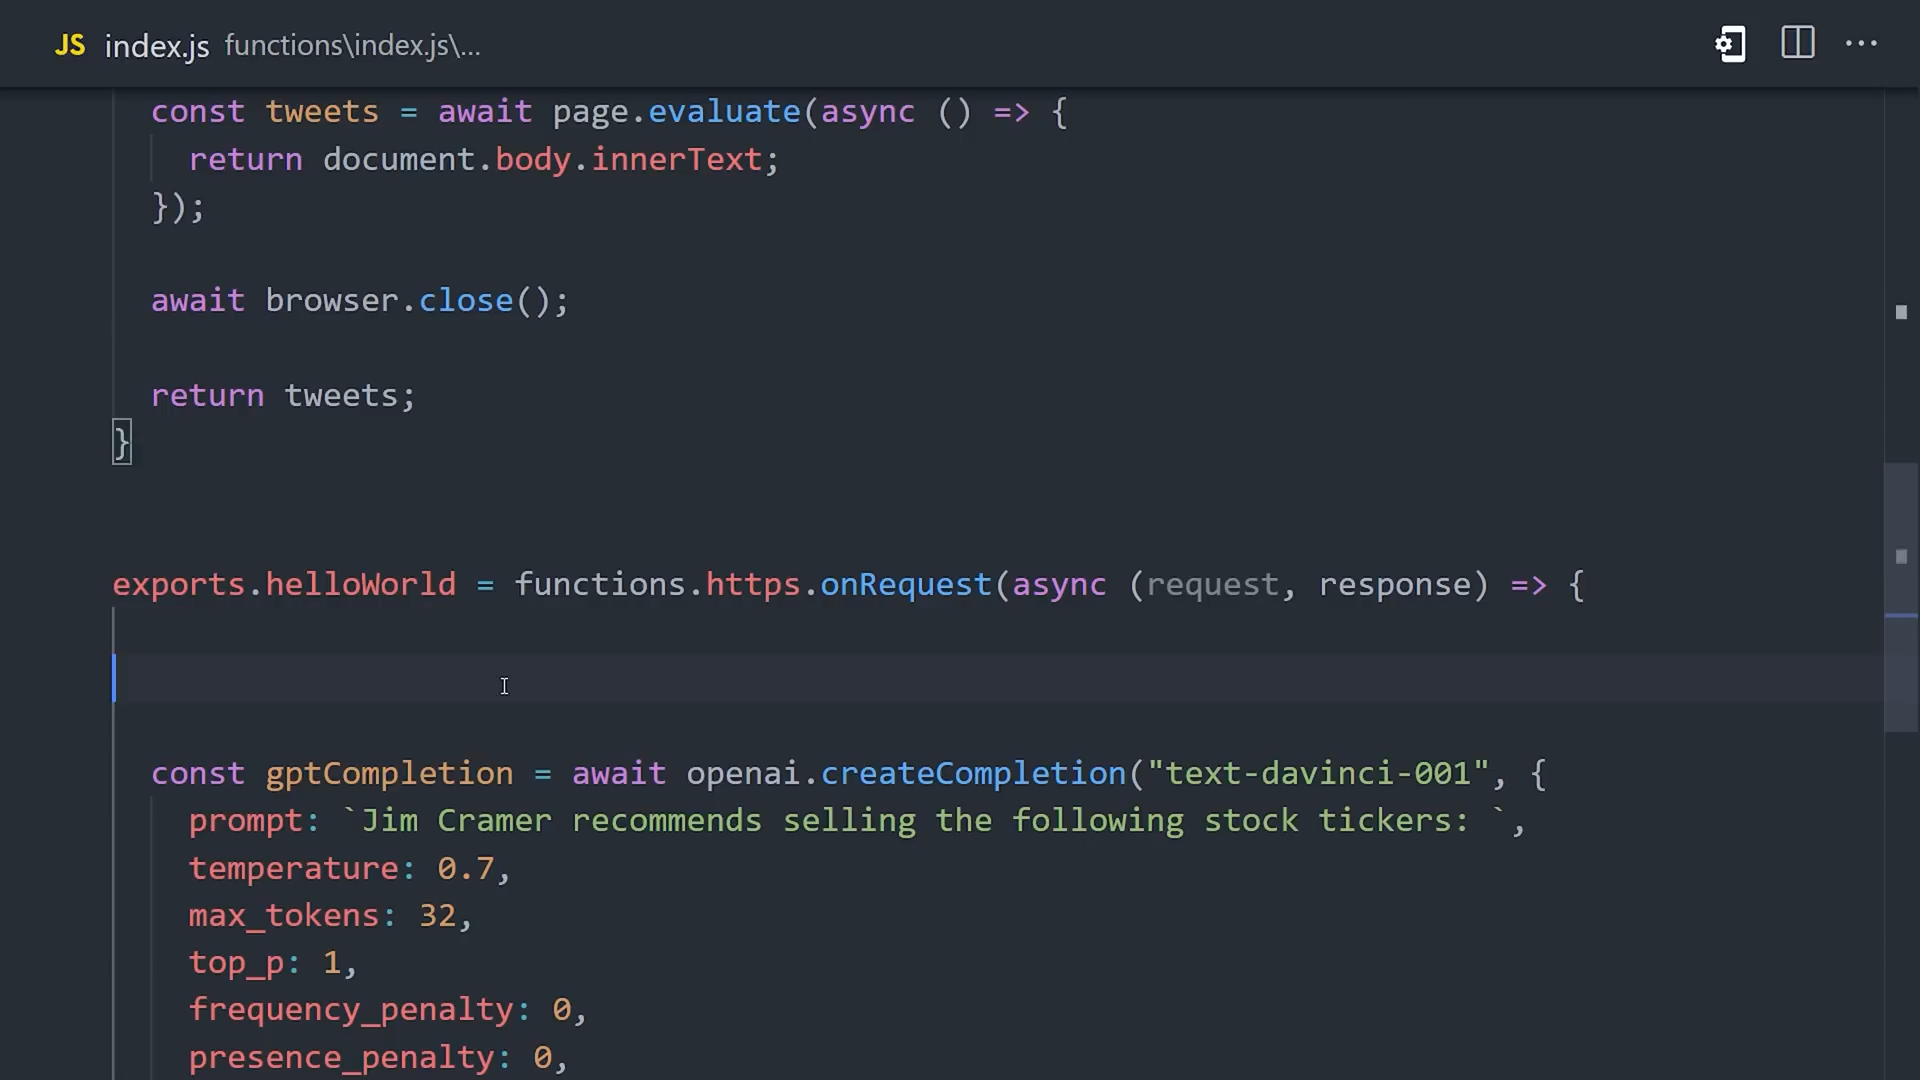 JS index.js functions\index.js\...
const tweets = await page.evaluate(async () => {
return document.body.innerText;
});
await browser.close();
return tweets;
}
exports.helloWorld = functions.https.onRequest(async (request, response) => {
const gptCompletion = await openai.createCompletion("text-davinci-001", {
prompt: `Jim Cramer recommends selling the following stock tickers: `,
temperature: 0.7,
max_tokens: 32,
top_p: 1,
frequency_penalty: 0,
presence_penalty: 0,